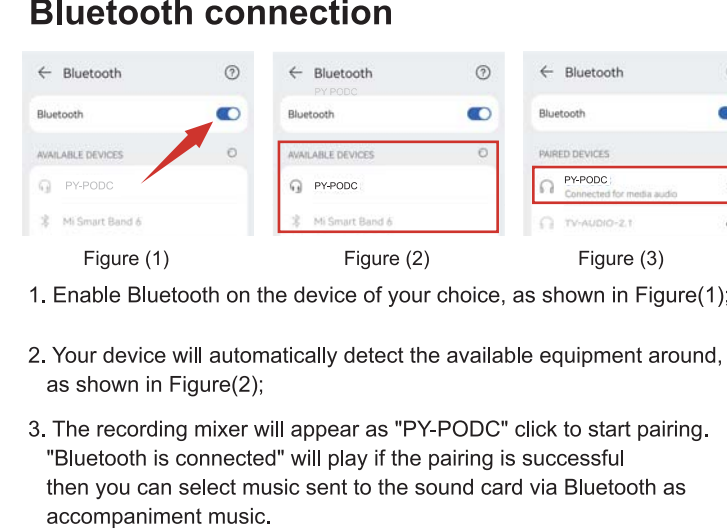 Bluetooth connection
← Bluetooth
Bluetooth
AVAILABLE DEVICES
PY-PODC
Mi Smart Band 6
← Bluetooth
PY PODC
Bluetooth
AVAILABLE DEVICES
PY-PODC
Mi Smart Band 6
← Bluetooth
Bluetooth
PAIRED DEVICES
PY-PODC
Connected for media audio
TV-AUDIO-2.1
Figure (1)
Figure (2)
Figure (3)
1. Enable Bluetooth on the device of your choice, as shown in Figure(1);
2. Your device will automatically detect the available equipment around,
as shown in Figure(2);
3. The recording mixer will appear as "PY-PODC" click to start pairing.
"Bluetooth is connected" will play if the pairing is successful
then you can select music sent to the sound card via Bluetooth as
accompaniment music.